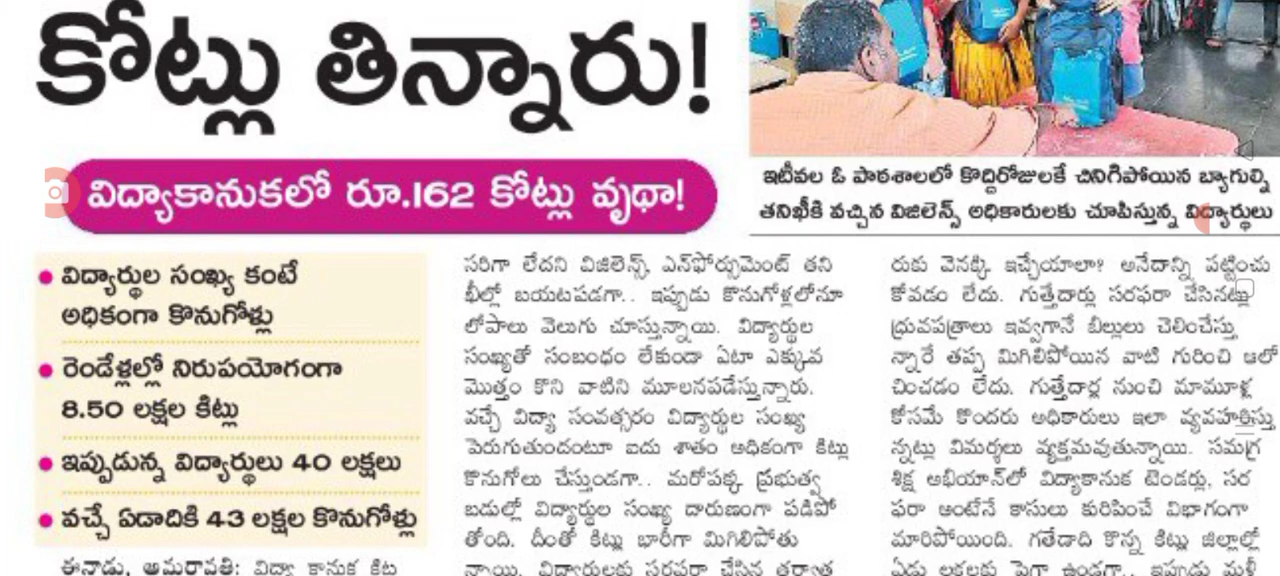 కోట్లు తిన్నారు!
విద్యాకానుకలో రూ.162 కోట్లు వృథా!
ఇటీవల ఓ పాఠశాలలో కొద్దిరోజులకే చినిగిపోయిన బ్యాగుల్ని
తనిఖీకి వచ్చిన విజిలెన్స్ అధికారులకు చూపిస్తున్న విద్యార్థులు
విద్యార్థుల సంఖ్య కంటే
అధికంగా కొనుగోళ్లు
రెండేళ్లల్లో నిరుపయోగంగా
8.50 లక్షల కిట్లు
ఇప్పుడున్న విద్యార్థులు 40 లక్షలు
వచ్చే ఏడాదికి 43 లక్షల కొనుగోళ్లు
ఈనాడు, అమరావతి: విద్యా కానుక కిట్ల
సరిగా లేదని విజిలెన్స్, ఎన్‌ఫోర్సుమెంట్ తని
ఖీల్లో బయటపడగా.. ఇప్పుడు కొనుగోళ్లలోనూ
లోపాలు వెలుగు చూస్తున్నాయి. విద్యార్థుల
సంఖ్యతో సంబంధం లేకుండా ఏటా ఎక్కువ
మొత్తం కొని వాటిని మూలనపడేస్తున్నారు.
వచ్చే విద్యా సంవత్సరం విద్యార్థుల సంఖ్య
పెరుగుతుందంటూ ఐదు శాతం అధికంగా కిట్లు
కొనుగోలు చేస్తుండగా.. మరోపక్క ప్రభుత్వ
బడుల్లో విద్యార్థుల సంఖ్య దారుణంగా పడిపో
తోంది. దీంతో కిట్లు భారీగా మిగిలిపోతు
న్నాయి. విద్యార్థులకు సరఫరా చేసిన తర్వాత
రుకు వెనక్కి ఇచ్చేయాలా? అనేదాన్ని పట్టించు
కోవడం లేదు. గుత్తేదార్లు సరఫరా చేసినట్లు
ధ్రువపత్రాలు ఇవ్వగానే బిల్లులు చెలించేస్తు
న్నారే తప్ప మిగిలిపోయిన వాటి గురించి ఆలో
చించడం లేదు. గుత్తేదార్ల నుంచి మామూళ్ల
కోసమే కొందరు అధికారులు ఇలా వ్యవహరిస్తు
న్నట్లు విమర్శలు వ్యక్తమవుతున్నాయి. సమగ్ర
శిక్ష అభియాన్‌లో విద్యాకానుక టెండర్లు, సర
ఫరా అంటేనే కాసులు కురిపించే విభాగంగా
మారిపోయింది. గతేడాది కొన్న కిట్లు జిల్లాల్లో
ఏడు లక్షలకు పైగా ఉండగా.. ఇప్పుడు మళ్లీ